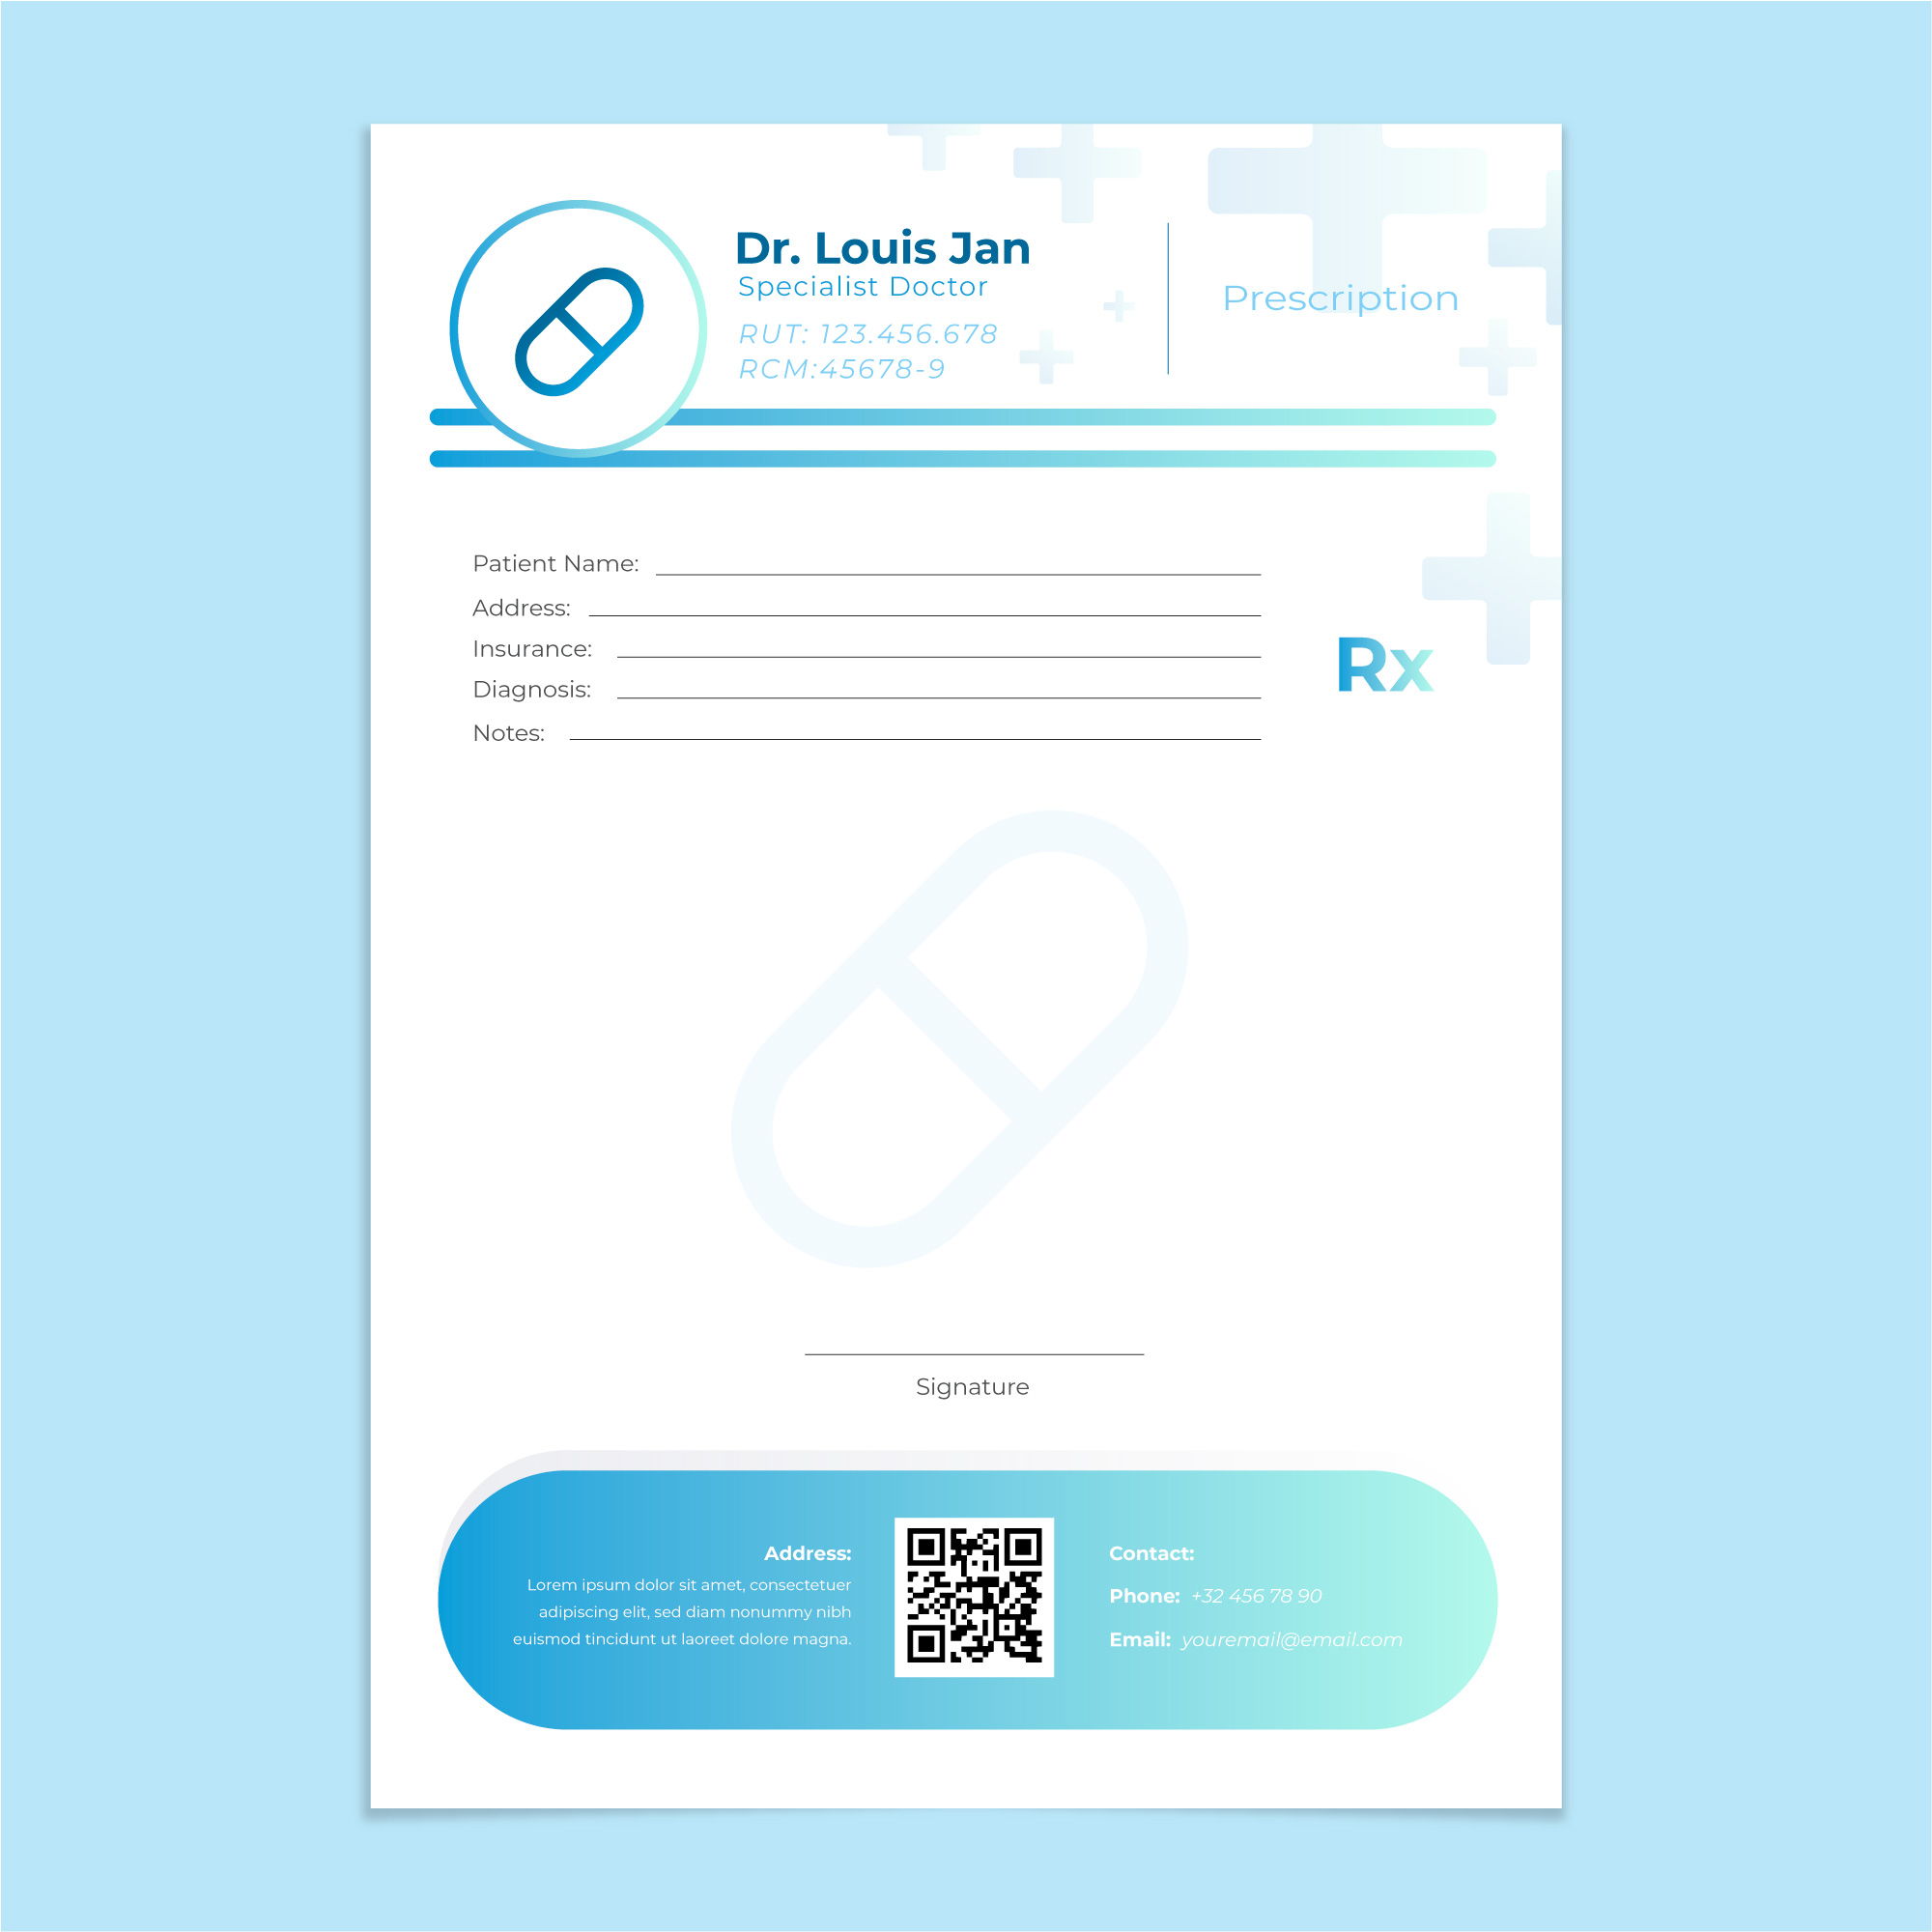 Dr. Louis Jan
Specialist Doctor
RUT: 123.456.678
RCM:45678-9
Prescription
Patient Name:
Address:
Insurance:
Diagnosis:
Notes:
Rx
Signature
Address:
Lorem ipsum dolor sit amet, consectetuer
adipiscing elit, sed diam nonummy nibh
euismod tincidunt ut laoreet dolore magna.
Contact:
Phone: +32 456 78 90
Email: youremail@email.com